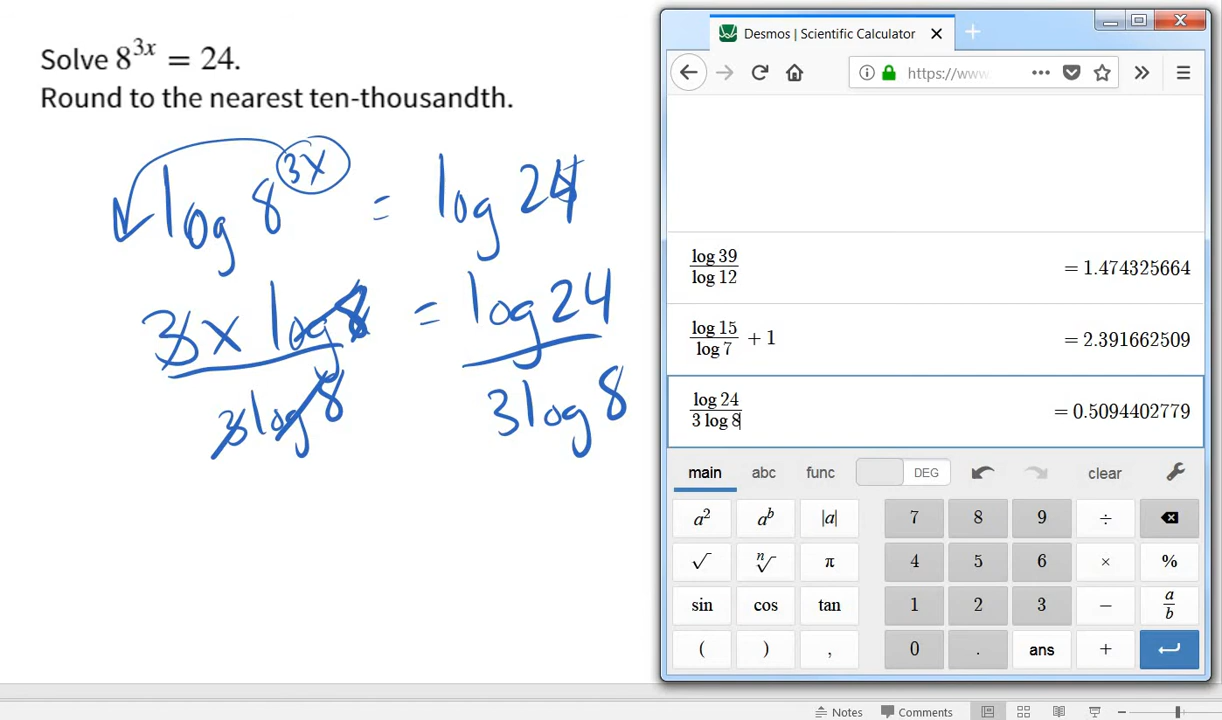 Solve 8^{3x} = 24.
Round to the nearest ten-thousandth.
log 8^{3x} = log 24
3x log 8 = log 24
3 log 8 3 log 8
Desmos | Scientific Calculator
https://www.
log 39 / log 12 = 1.474325664
log 15 / log 7 + 1 = 2.391662509
log 24 / 3 log 8 = 0.5094402779
main abc func DEG clear
a² a^b |a| 7 8 9 ÷
√ ⁿ√ π 4 5 6 × %
sin cos tan 1 2 3 − a/b
( ) , 0 . ans +
Notes Comments